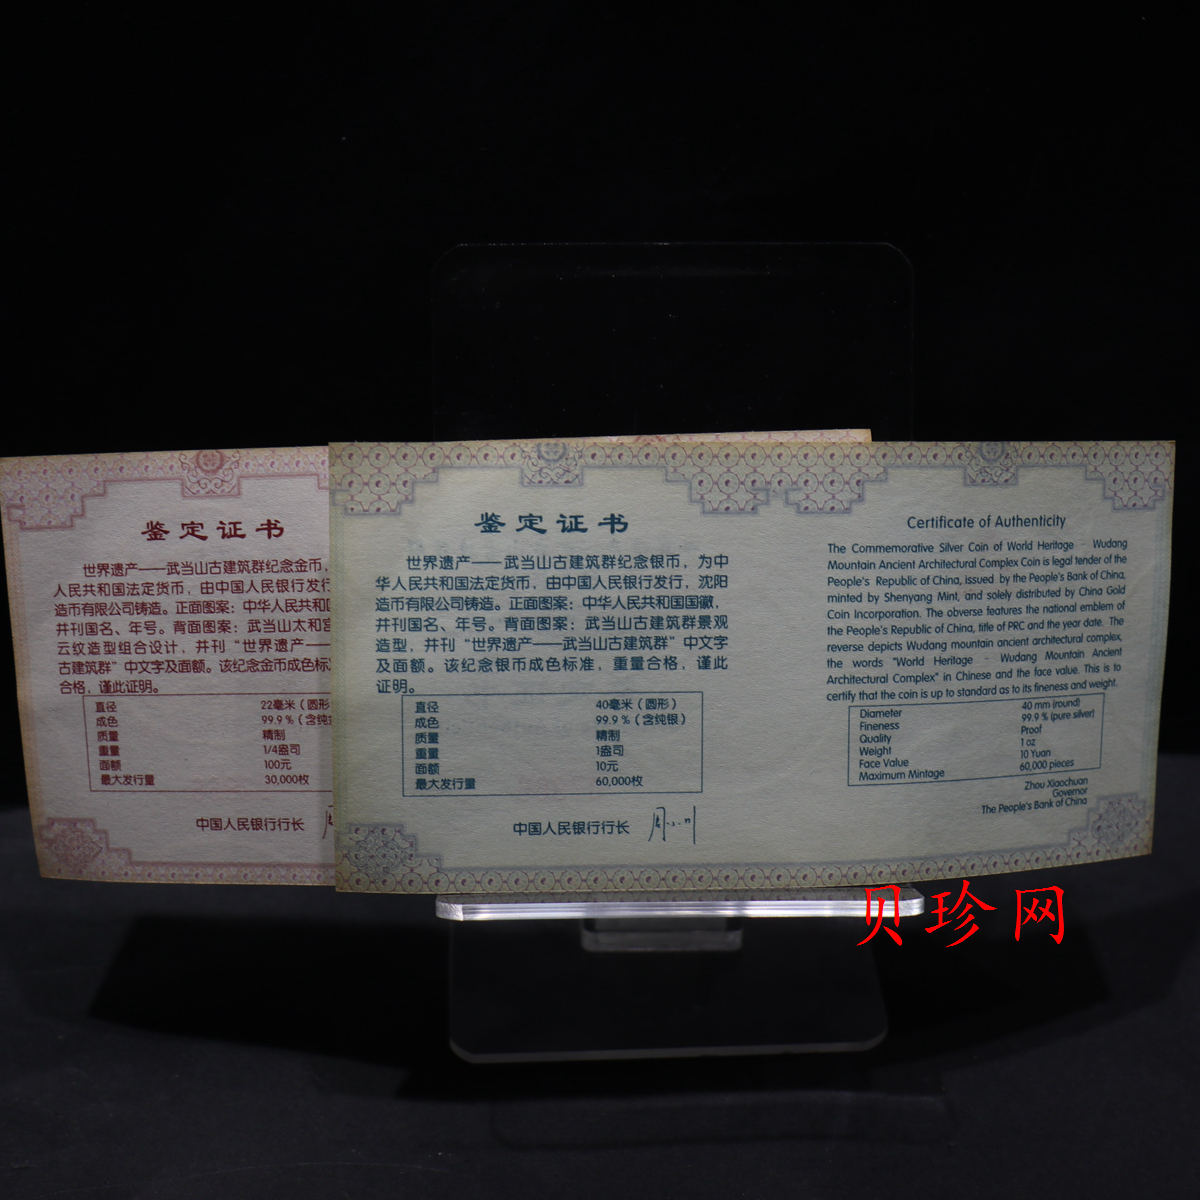 鉴定证书
世界遗产——武当山古建筑群纪念金币，
人民共和国法定货币，由中国人民银行发行
造币有限公司铸造。正面图案：中华人民共和国
并刊国名、年号。背面图案：武当山太和宫
云纹造型组合设计，并刊“世界遗产——
古建筑群”中文字及面额。该纪念金币成色标
合格，谨此证明。
直径 22毫米（圆形
成色 99.9％（含纯
质量 精制
重量 1/4盎司
面额 100元
最大发行量 30,000枚
中国人民银行行长
鉴定证书
世界遗产——武当山古建筑群纪念银币，为中
华人民共和国法定货币，由中国人民银行发行，沈阳
造币有限公司铸造。正面图案：中华人民共和国国徽，
并刊国名、年号。背面图案：武当山古建筑群景观
造型，并刊“世界遗产——武当山古建筑群”中文字
及面额。该纪念银币成色标准，重量合格，谨此
证明。
直径 40毫米（圆形）
成色 99.9％（含纯银）
质量 精制
重量 1盎司
面额 10元
最大发行量 60,000枚
中国人民银行行长
Certificate of Authenticity
The Commemorative Silver Coin of World Heritage – Wudang
Mountain Ancient Architectural Complex Coin is legal tender of the
People's Republic of China, issued by the People's Bank of China,
minted by Shenyang Mint, and solely distributed by China Gold
Coin Incorporation. The obverse features the national emblem of
the People's Republic of China, title of PRC and the year date. The
reverse depicts Wudang mountain ancient architectural complex,
the words "World Heritage – Wudang Mountain Ancient
Architectural Complex" in Chinese and the face value. This is to
certify that the coin is up to standard as to its fineness and weight.
Diameter 40 mm (round)
Fineness 99.9 % (pure silver)
Quality Proof
Weight 1 oz
Face Value 10 Yuan
Maximum Mintage 60,000 pieces
Zhou Xiaochuan
Governor
The People's Bank of China
贝珍网